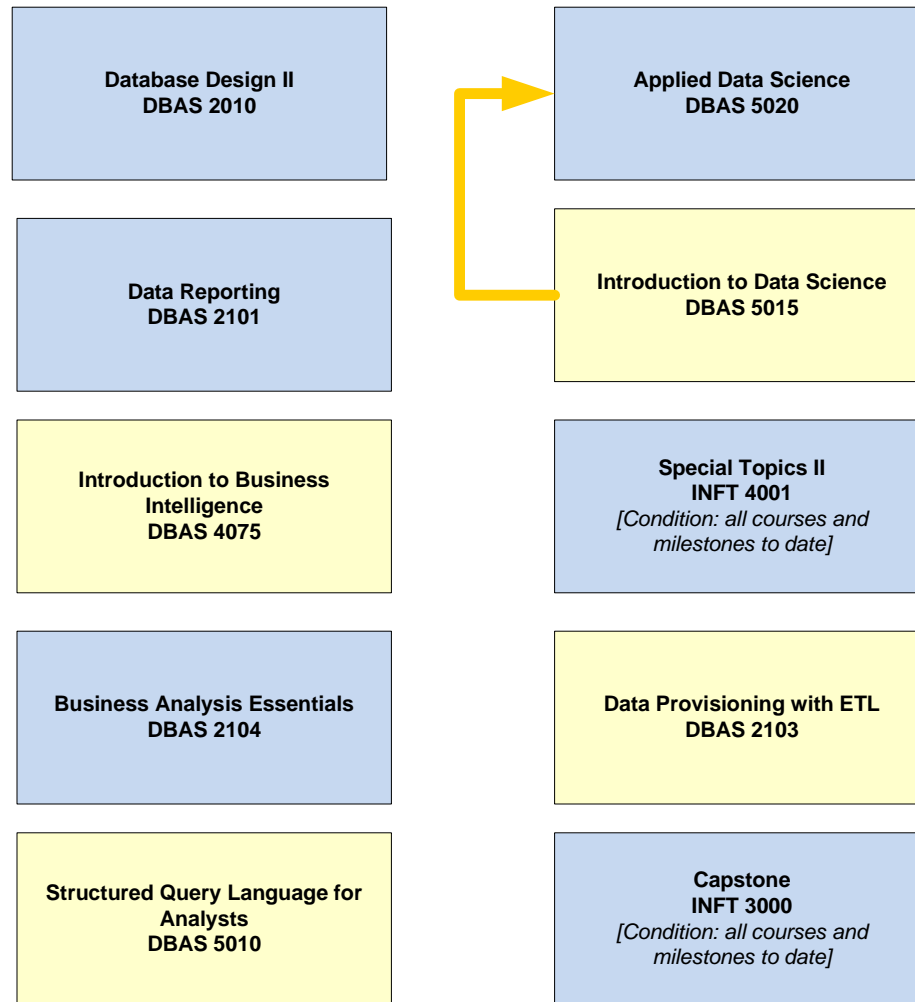 Database Design II
DBAS 2010
Applied Data Science
DBAS 5020
Data Reporting
DBAS 2101
Introduction to Data Science
DBAS 5015
Introduction to Business
Intelligence
DBAS 4075
Special Topics II
INFT 4001
[Condition: all courses and
milestones to date]
Business Analysis Essentials
DBAS 2104
Data Provisioning with ETL
DBAS 2103
Structured Query Language for
Analysts
DBAS 5010
Capstone
INFT 3000
[Condition: all courses and
milestones to date]